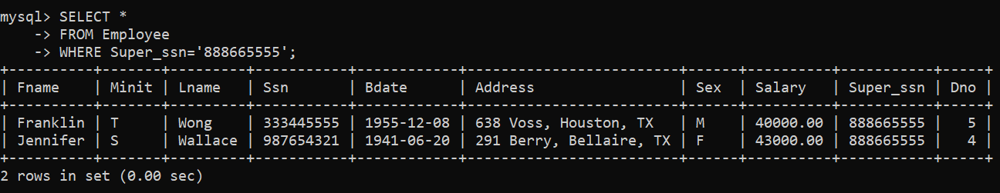 mysql> SELECT *
    -> FROM Employee
    -> WHERE Super_ssn='888665555';
+----------+-------+---------+-----------+------------+-------------------------+------+----------+-----------+-----+
| Fname    | Minit | Lname   | Ssn       | Bdate      | Address                 | Sex  | Salary   | Super_ssn | Dno |
+----------+-------+---------+-----------+------------+-------------------------+------+----------+-----------+-----+
| Franklin | T     | Wong    | 333445555 | 1955-12-08 | 638 Voss, Houston, TX   | M    | 40000.00 | 888665555 |   5 |
| Jennifer | S     | Wallace | 987654321 | 1941-06-20 | 291 Berry, Bellaire, TX | F    | 43000.00 | 888665555 |   4 |
+----------+-------+---------+-----------+------------+-------------------------+------+----------+-----------+-----+
2 rows in set (0.00 sec)